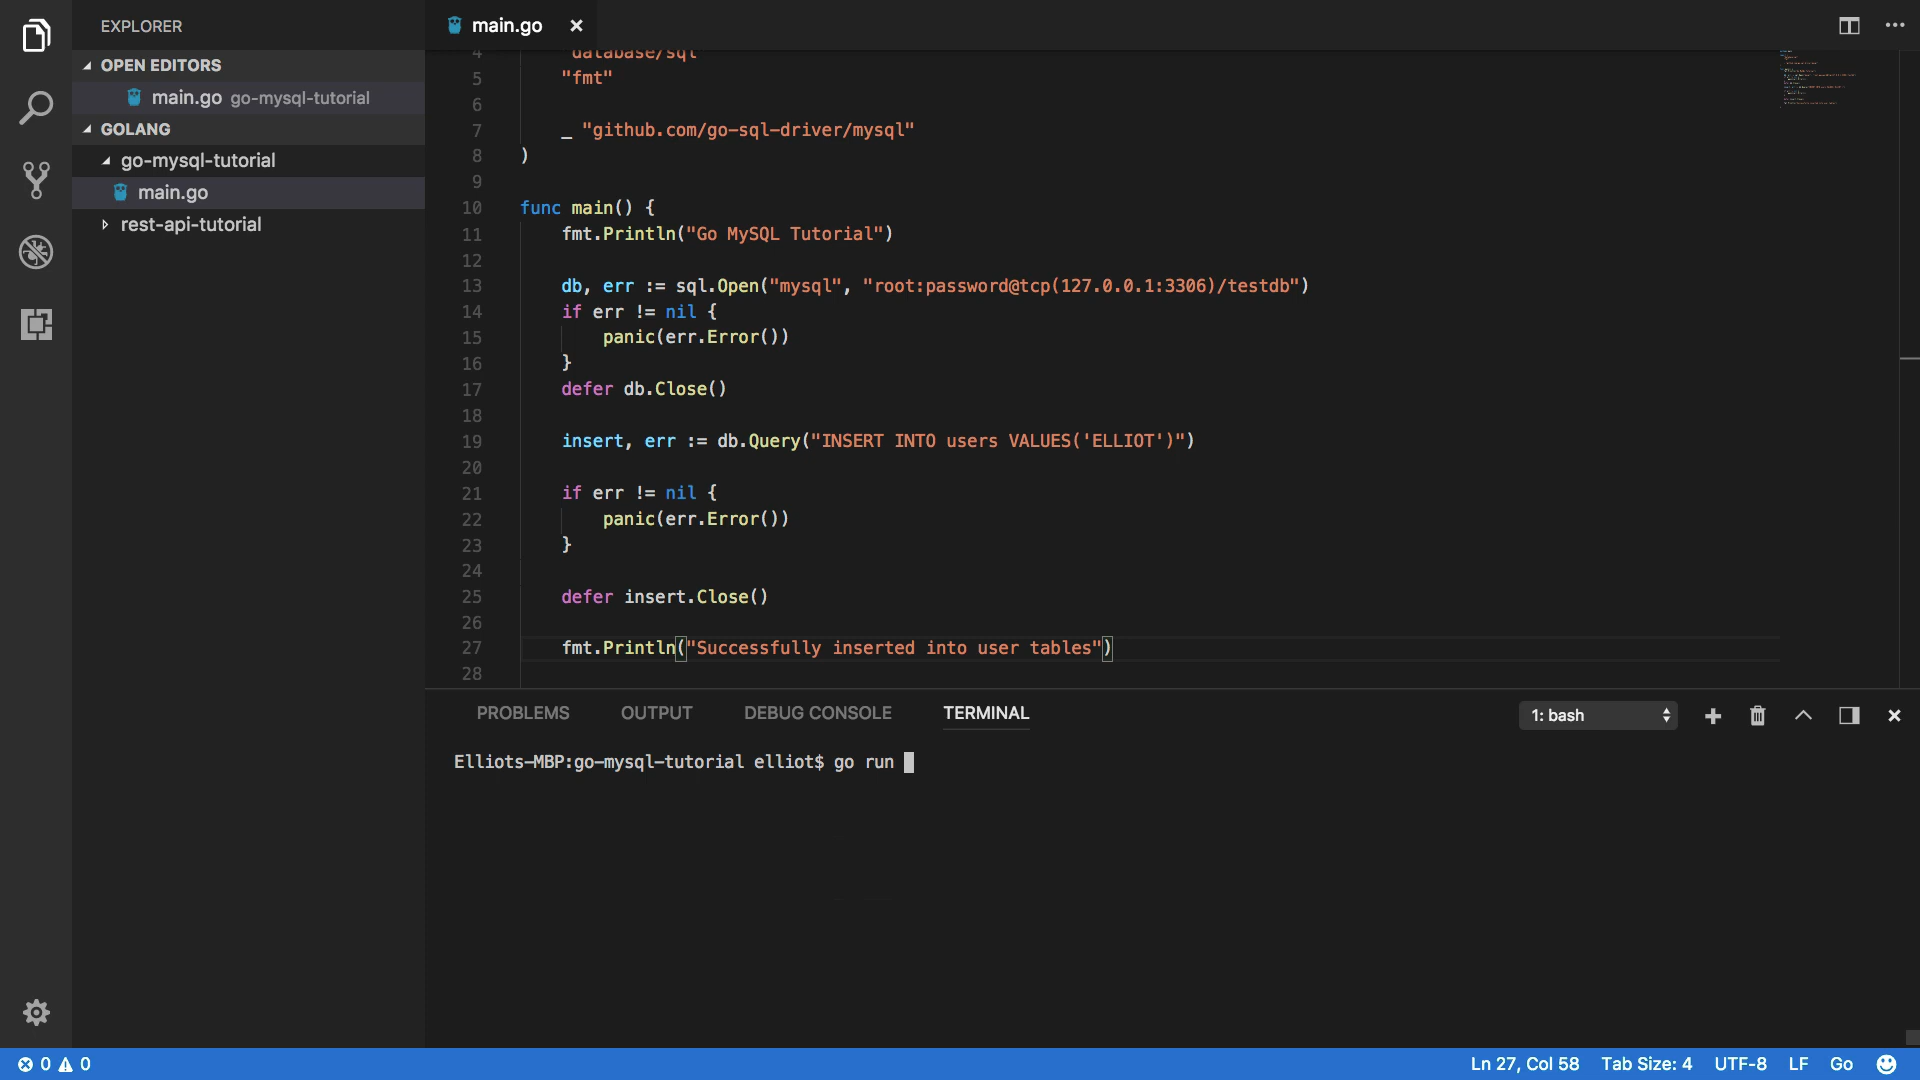 EXPLORER
OPEN EDITORS
main.go go-mysql-tutorial
GOLANG
go-mysql-tutorial
main.go
rest-api-tutorial
main.go
4 database/sql
5 "fmt"
6
7 _ "github.com/go-sql-driver/mysql"
8 )
9
10 func main() {
11 fmt.Println("Go MySQL Tutorial")
12
13 db, err := sql.Open("mysql", "root:password@tcp(127.0.0.1:3306)/testdb")
14 if err != nil {
15 panic(err.Error())
16 }
17 defer db.Close()
18
19 insert, err := db.Query("INSERT INTO users VALUES('ELLIOT')")
20
21 if err != nil {
22 panic(err.Error())
23 }
24
25 defer insert.Close()
26
27 fmt.Println("Successfully inserted into user tables")
28
PROBLEMS OUTPUT DEBUG CONSOLE TERMINAL 1: bash
Elliots-MBP:go-mysql-tutorial elliot$ go run
0 0 Ln 27, Col 58 Tab Size: 4 UTF-8 LF Go